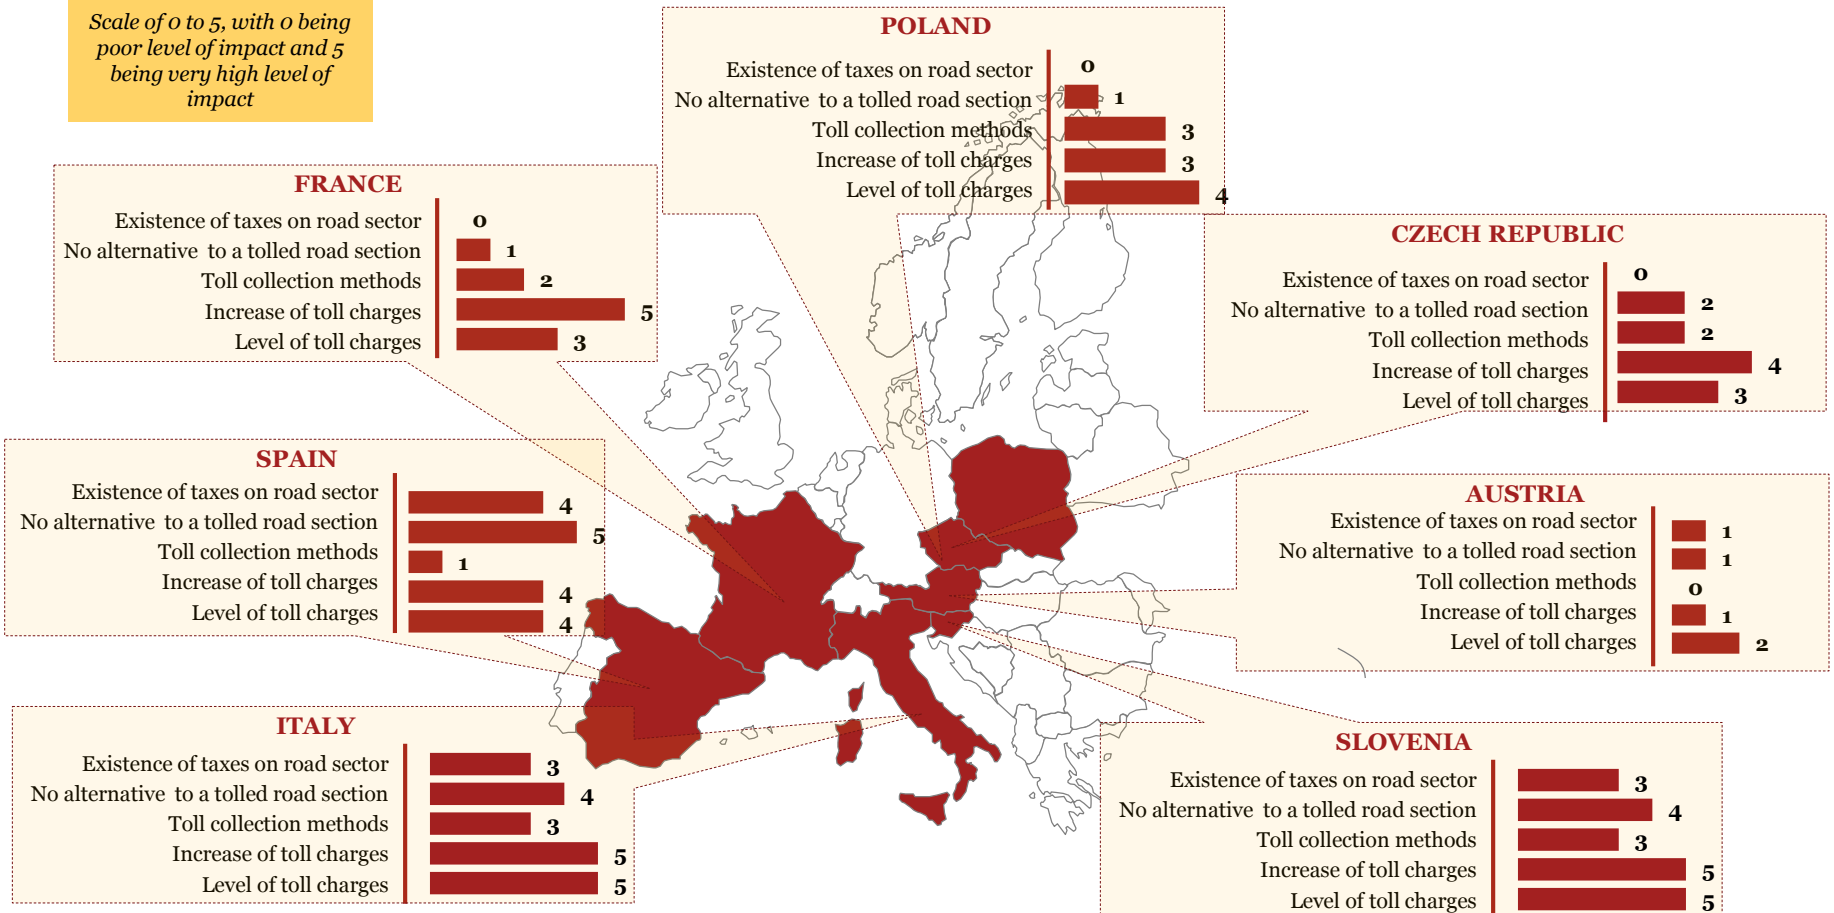 Scale of 0 to 5, with 0 being
poor level of impact and 5
being very high level of
impact
POLAND
Existence of taxes on road sector 0
No alternative to a tolled road section 1
Toll collection methods 3
Increase of toll charges 3
Level of toll charges 4
FRANCE
Existence of taxes on road sector 0
No alternative to a tolled road section 1
Toll collection methods 2
Increase of toll charges 5
Level of toll charges 3
CZECH REPUBLIC
Existence of taxes on road sector 0
No alternative to a tolled road section 2
Toll collection methods 2
Increase of toll charges 4
Level of toll charges 3
SPAIN
Existence of taxes on road sector 4
No alternative to a tolled road section 5
Toll collection methods 1
Increase of toll charges 4
Level of toll charges 4
AUSTRIA
Existence of taxes on road sector 1
No alternative to a tolled road section 1
Toll collection methods 0
Increase of toll charges 1
Level of toll charges 2
ITALY
Existence of taxes on road sector 3
No alternative to a tolled road section 4
Toll collection methods 3
Increase of toll charges 5
Level of toll charges 5
SLOVENIA
Existence of taxes on road sector 3
No alternative to a tolled road section 4
Toll collection methods 3
Increase of toll charges 5
Level of toll charges 5